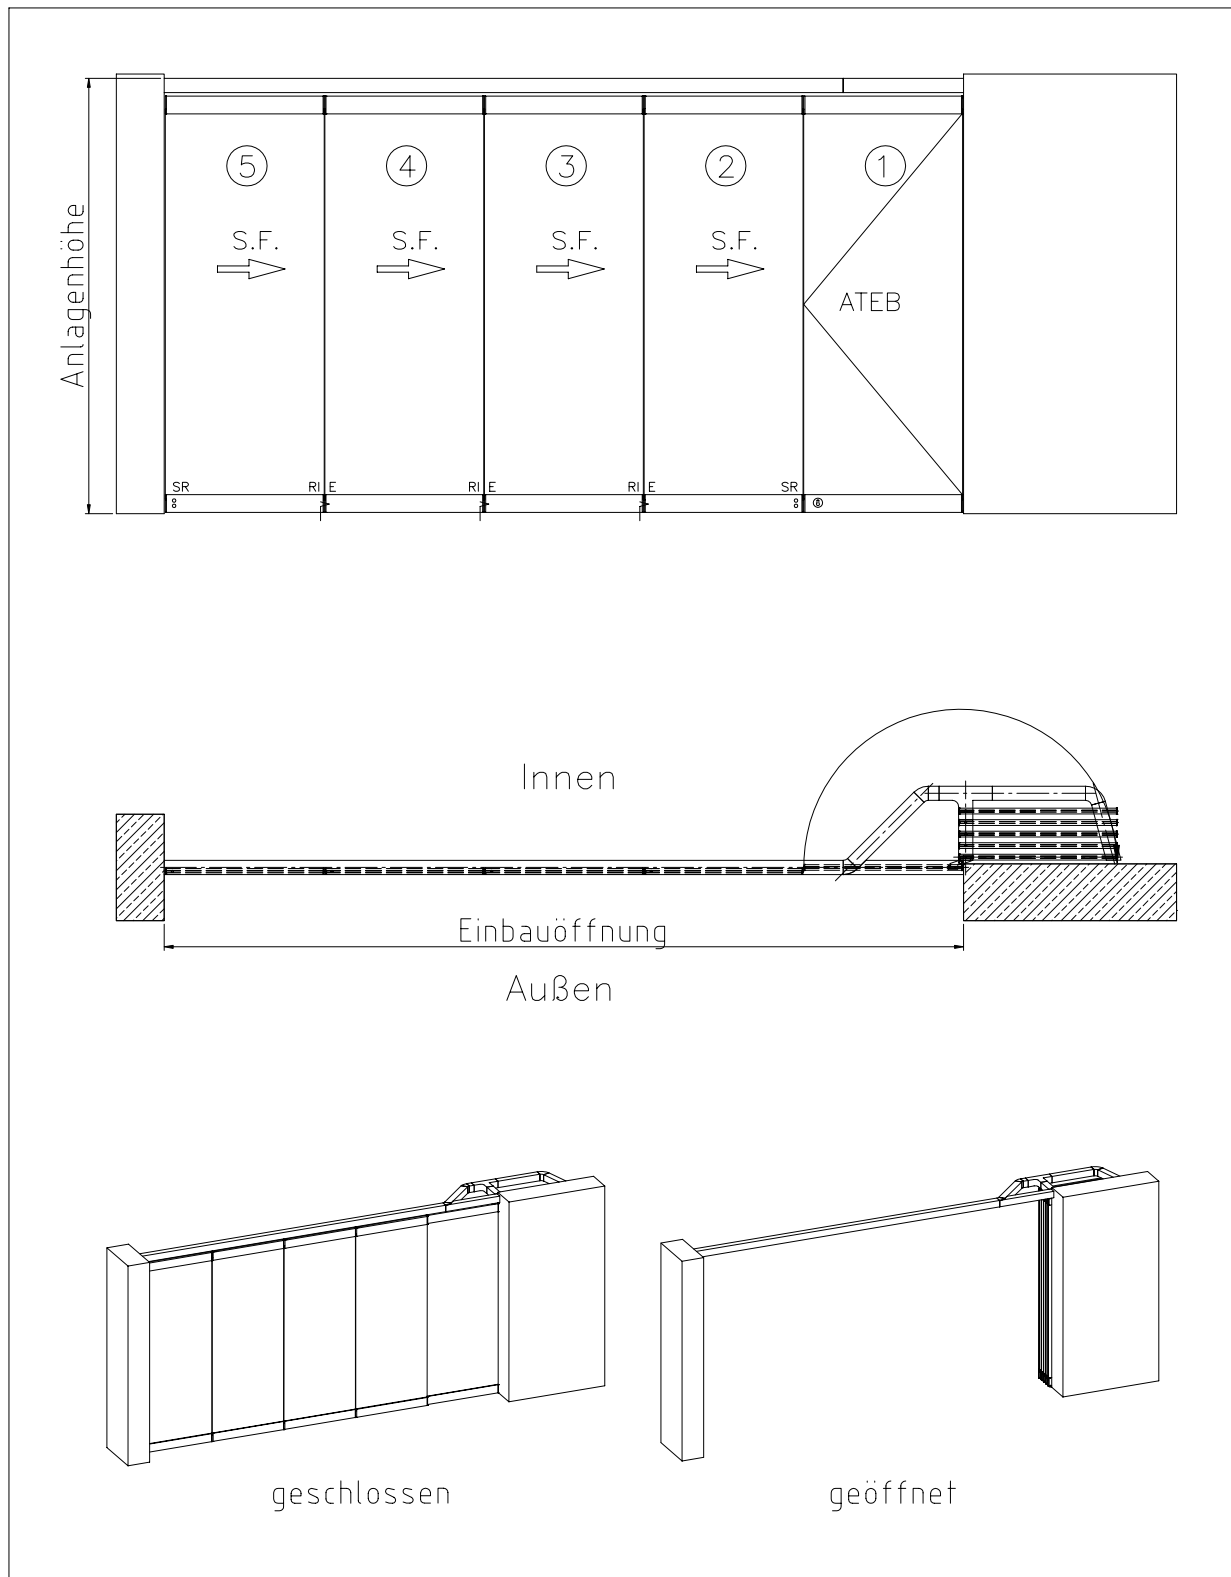 Anlagenhöhe
5 4 3 2 1
S.F. S.F. S.F. S.F.
ATEB
SR RI E RI E RI E SR
Innen
Einbauöffnung
Außen
geschlossen geöffnet